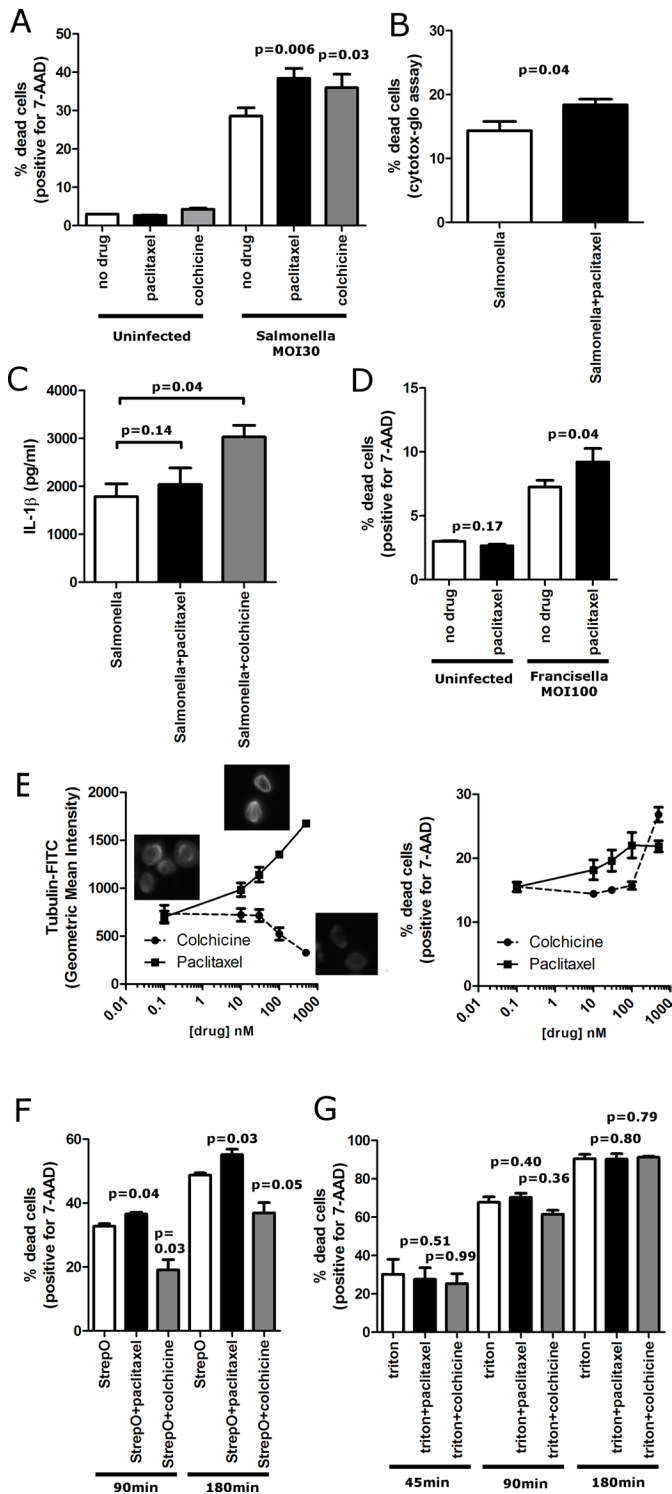 A
% dead cells
(positive for 7-AAD)
50
40
30
20
10
0
p=0.006
p=0.03
no drug
paclitaxel
colchicine
no drug
paclitaxel
colchicine
Uninfected
Salmonella
MOI30
B
% dead cells
(cytotox-glo assay)
30
20
10
0
p=0.04
Salmonella
Salmonella+paclitaxel
C
IL-1β (pg/ml)
4000
3000
2000
1000
0
p=0.04
p=0.14
Salmonella
Salmonella+paclitaxel
Salmonella+colchicine
D
% dead cells
(positive for 7-AAD)
15
10
5
0
p=0.17
p=0.04
no drug
paclitaxel
no drug
paclitaxel
Uninfected
Francisella
MOI100
E
Tubulin-FITC
(Geometric Mean Intensity)
2000
1500
1000
500
0
Colchicine
Paclitaxel
0.01
0.1
1
10
100
1000
[drug] nM
% dead cells
(positive for 7-AAD)
30
20
10
0
Colchicine
Paclitaxel
0.01
0.1
1
10
100
1000
[drug] nM
F
% dead cells
(positive for 7-AAD)
60
40
20
0
p=0.04
p=
0.03
p=0.03
p=0.05
StrepO
StrepO+paclitaxel
StrepO+colchicine
StrepO
StrepO+paclitaxel
StrepO+colchicine
90min
180min
G
% dead cells
(positive for 7-AAD)
100
80
60
40
20
0
p=0.51
p=0.99
p=0.40
p=0.36
p=0.79
p=0.80
triton
triton+paclitaxel
triton+colchicine
triton
triton+paclitaxel
triton+colchicine
triton
triton+paclitaxel
triton+colchicine
45min
90min
180min